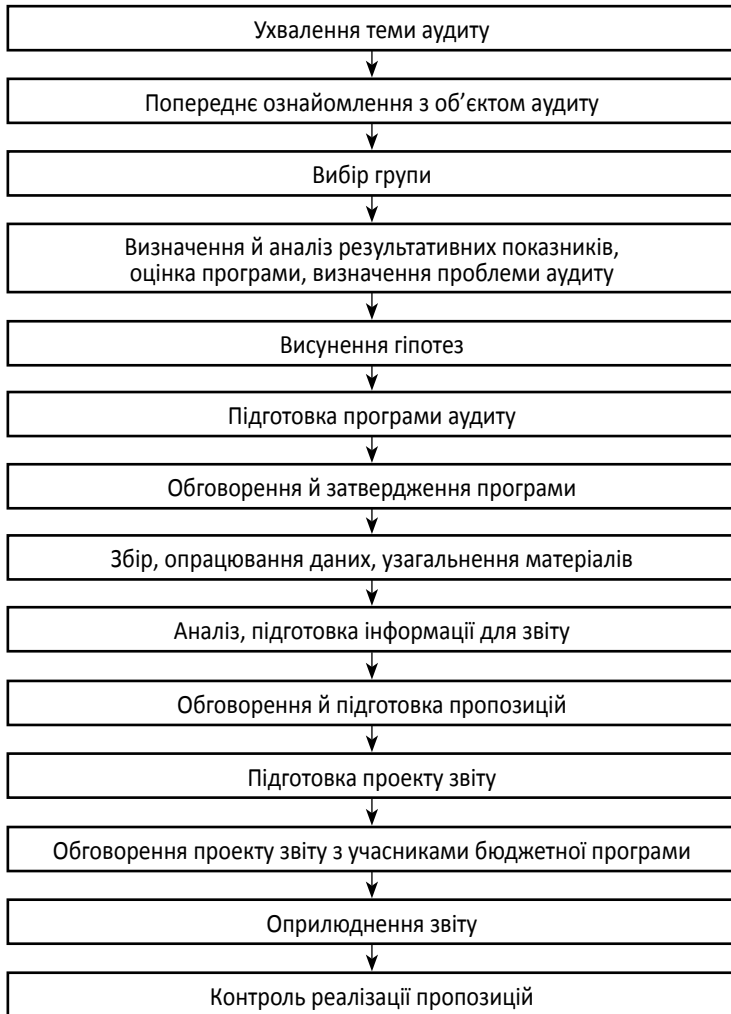 Ухвалення теми аудиту
Попереднє ознайомлення з об’єктом аудиту
Вибір групи
Визначення й аналіз результативних показників,
оцінка програми, визначення проблеми аудиту
Висунення гіпотез
Підготовка програми аудиту
Обговорення й затвердження програми
Збір, опрацювання даних, узагальнення матеріалів
Аналіз, підготовка інформації для звіту
Обговорення й підготовка пропозицій
Підготовка проекту звіту
Обговорення проекту звіту з учасниками бюджетної програми
Оприлюднення звіту
Контроль реалізації пропозицій